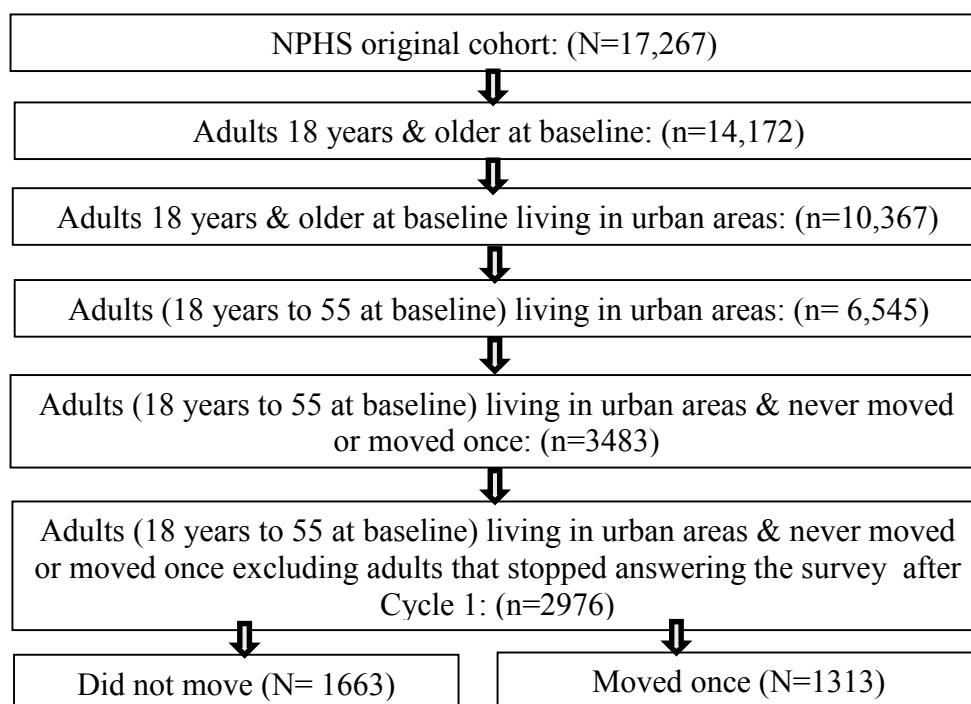 NPHS original cohort: (N=17,267)
Adults 18 years & older at baseline: (n=14,172)
Adults 18 years & older at baseline living in urban areas: (n=10,367)
Adults (18 years to 55 at baseline) living in urban areas: (n= 6,545)
Adults (18 years to 55 at baseline) living in urban areas & never moved
or moved once: (n=3483)
Adults (18 years to 55 at baseline) living in urban areas & never moved
or moved once excluding adults that stopped answering the survey after
Cycle 1: (n=2976)
Did not move (N= 1663)
Moved once (N=1313)